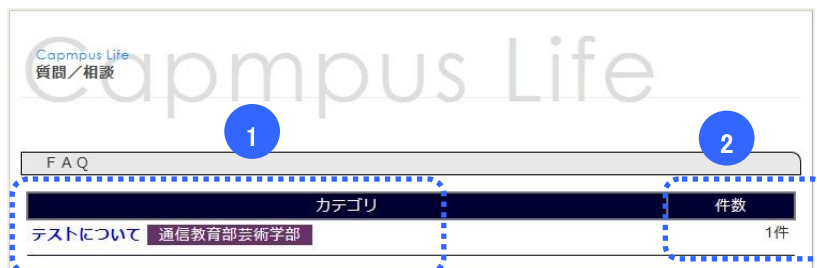 Capmpus Life
Capmpus Life
質問／相談
1
2
FAQ
カテゴリ 件数
テストについて 通信教育部芸術学部 1件